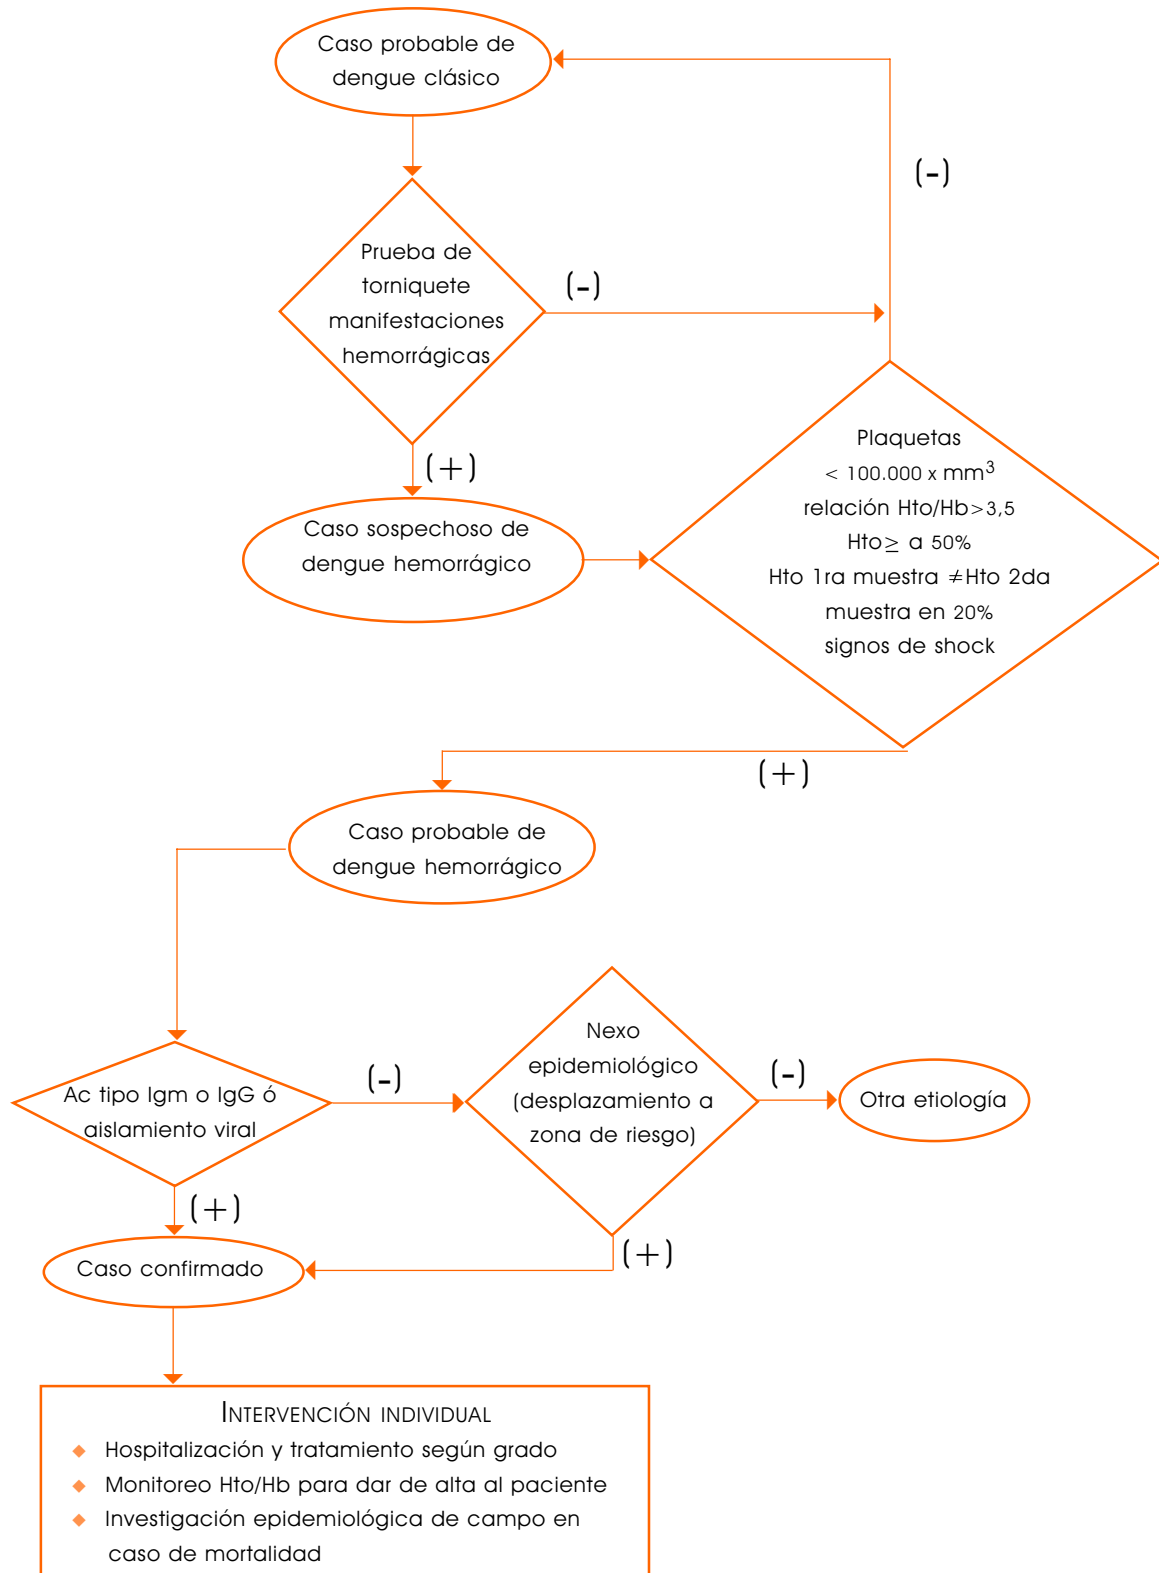 Caso probable de
dengue clásico
(-)
Prueba de
torniquete
manifestaciones
hemorrágicas
(-)
(+)
Plaquetas
< 100.000 x mm³
relación Hto/Hb>3,5
Hto≥ a 50%
Hto 1ra muestra ≠Hto 2da
muestra en 20%
signos de shock
Caso sospechoso de
dengue hemorrágico
(+)
Caso probable de
dengue hemorrágico
Ac tipo Igm o IgG ó
aislamiento viral
(-)
Nexo
epidemiológico
(desplazamiento a
zona de riesgo)
(-)
Otra etiología
(+)
(+)
Caso confirmado
INTERVENCIÓN INDIVIDUAL
◆ Hospitalización y tratamiento según grado
◆ Monitoreo Hto/Hb para dar de alta al paciente
◆ Investigación epidemiológica de campo en
caso de mortalidad